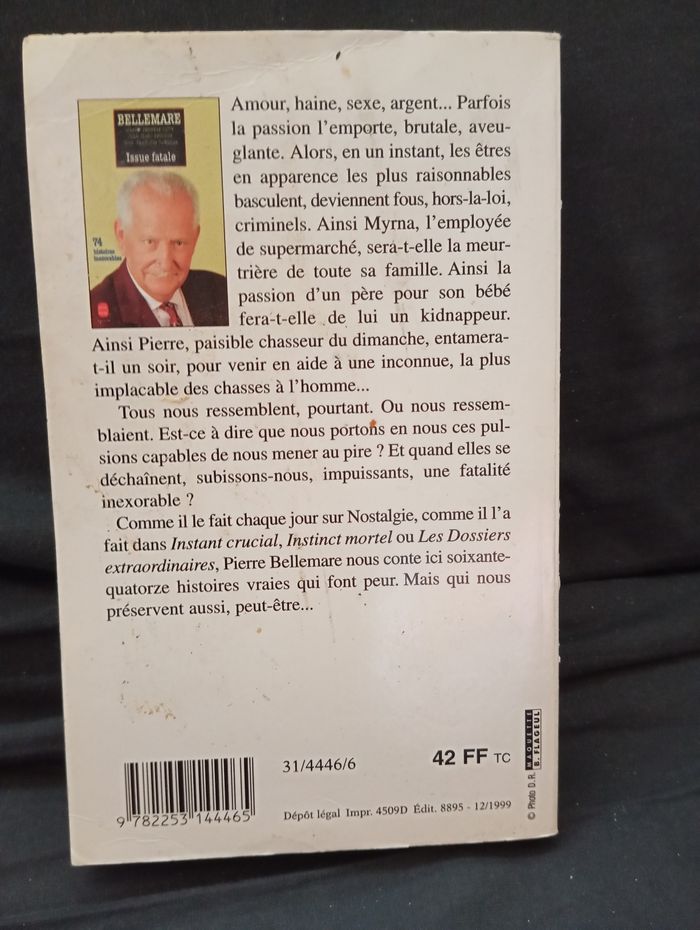 BELLEMARE
Issue fatale
74
histoires
inexorables
Amour, haine, sexe, argent... Parfois
la passion l'emporte, brutale, aveu-
glante. Alors, en un instant, les êtres
en apparence les plus raisonnables
basculent, deviennent fous, hors-la-loi,
criminels. Ainsi Myrna, l'employée
de supermarché, sera-t-elle la meur-
trière de toute sa famille. Ainsi la
passion d'un père pour son bébé
fera-t-elle de lui un kidnappeur.
Ainsi Pierre, paisible chasseur du dimanche, entamera-
t-il un soir, pour venir en aide à une inconnue, la plus
implacable des chasses à l'homme...
Tous nous ressemblent, pourtant. Ou nous ressem-
blaient. Est-ce à dire que nous portons en nous ces pul-
sions capables de nous mener au pire ? Et quand elles se
déchaînent, subissons-nous, impuissants, une fatalité
inexorable ?
Comme il le fait chaque jour sur Nostalgie, comme il l'a
fait dans Instant crucial, Instinct mortel ou Les Dossiers
extraordinaires, Pierre Bellemare nous conte ici soixante-
quatorze histoires vraies qui font peur. Mais qui nous
préservent aussi, peut-être...
9 782253 144465
31/4446/6
42 FF TC
Dépôt légal Impr. 4509D Édit. 8895 - 12/1999
© Photo D. R.
MAQUETTE
B. FLAGEUL